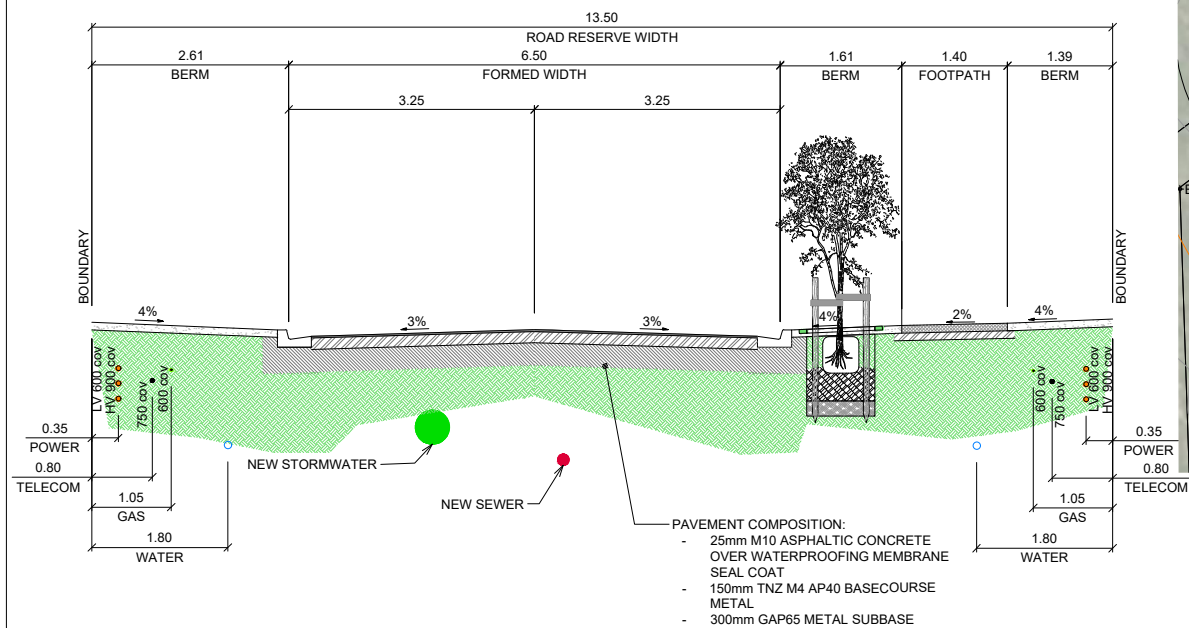 13.50
ROAD RESERVE WIDTH
2.61
BERM
6.50
FORMED WIDTH
1.61
BERM
1.40
FOOTPATH
1.39
BERM
3.25
3.25
BOUNDARY
BOUNDARY
4%
3%
3%
4%
2%
4%
LV 600 cov
HV 900 cov
750 cov
600 cov
600 cov
750 cov
LV 600 cov
HV 900 cov
0.35
POWER
0.80
TELECOM
1.05
GAS
1.80
WATER
NEW STORMWATER
NEW SEWER
0.35
POWER
0.80
TELECOM
1.05
GAS
1.80
WATER
PAVEMENT COMPOSITION:
- 25mm M10 ASPHALTIC CONCRETE
OVER WATERPROOFING MEMBRANE
SEAL COAT
- 150mm TNZ M4 AP40 BASECOURSE
METAL
- 300mm GAP65 METAL SUBBASE